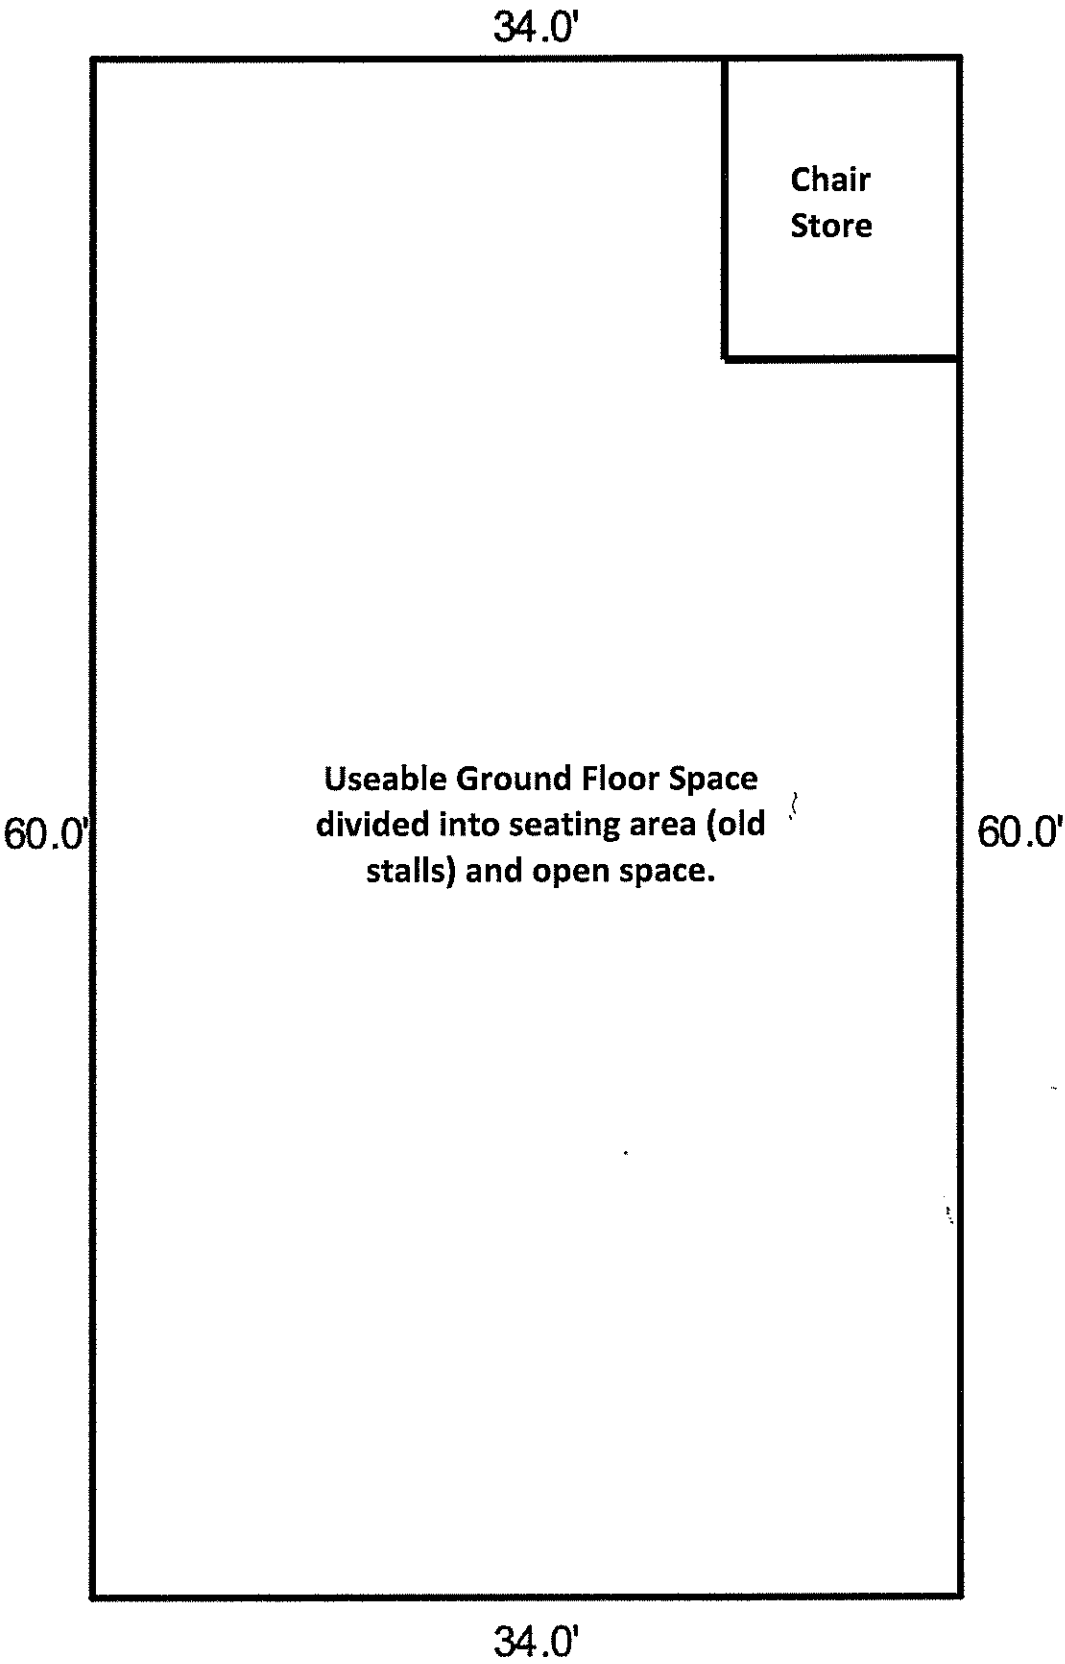 34.0'
Chair
Store
Useable Ground Floor Space
divided into seating area (old
stalls) and open space.
60.0'
60.0'
34.0'